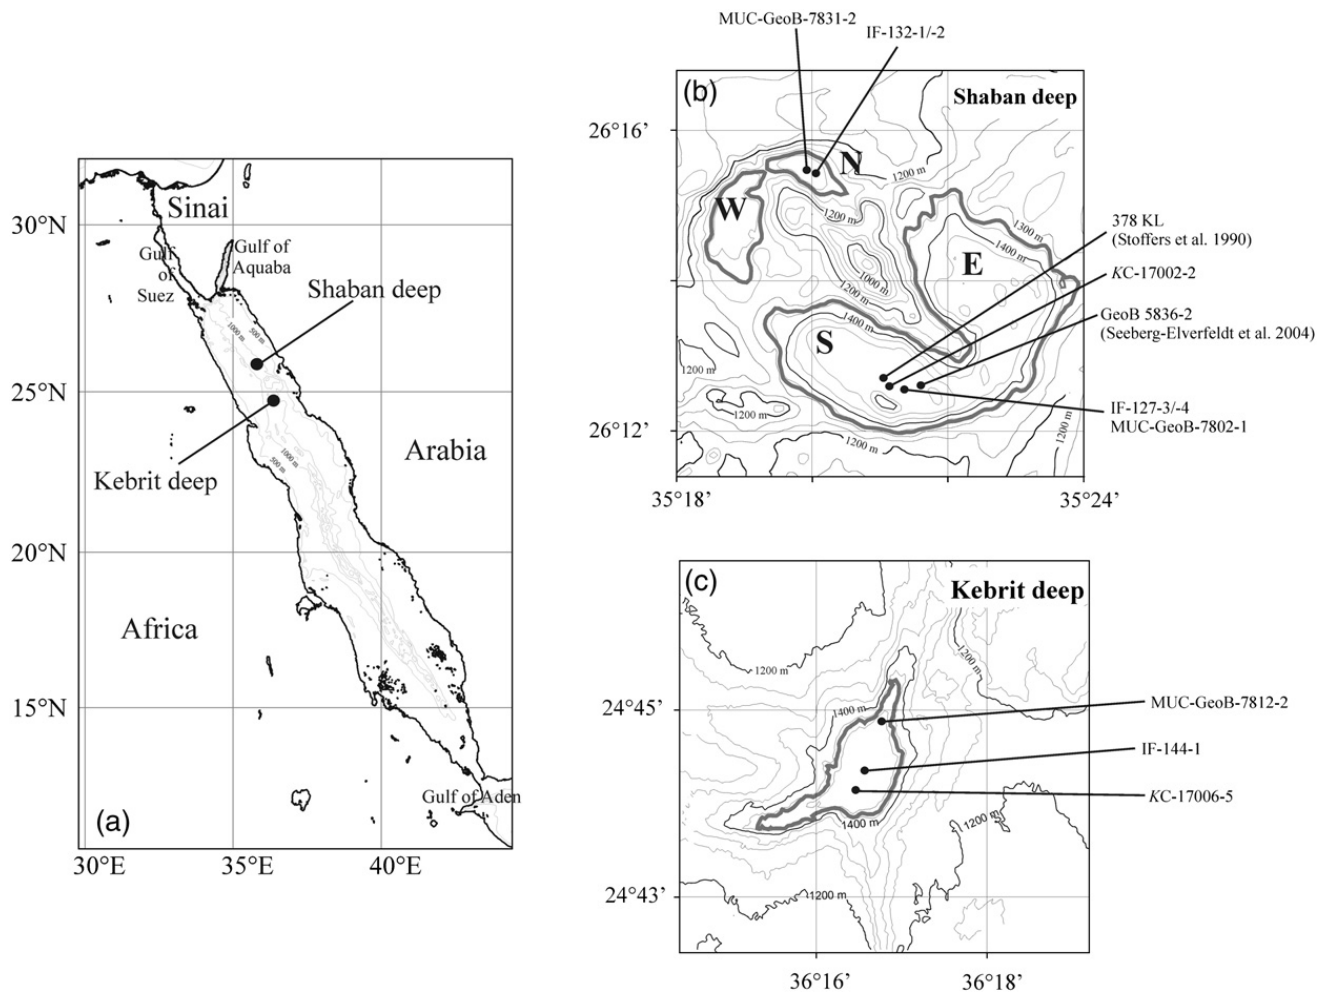 Sinai
30°N
Gulf
of
Suez
Gulf of
Aquaba
Shaban deep
1000 m
500 m
25°N
1000 m
500 m
Arabia
Kebrit deep
20°N
Africa
15°N
Gulf of Aden
(a)
30°E
35°E
40°E
MUC-GeoB-7831-2
IF-132-1/-2
(b)
Shaban deep
26°16'
N
1200 m
W
1200 m
1300 m
378 KL
(Stoffers et al. 1990)
1400 m
E
1000 m
KC-17002-2
1200 m
1400 m
GeoB 5836-2
(Seeberg-Elverfeldt et al. 2004)
S
1200 m
1200 m
IF-127-3/-4
MUC-GeoB-7802-1
26°12'
1200 m
1200 m
35°18'
35°24'
(c)
Kebrit deep
1200 m
1200 m
24°45'
1400 m
MUC-GeoB-7812-2
IF-144-1
KC-17006-5
1400 m
1200 m
24°43'
1200 m
36°16'
36°18'